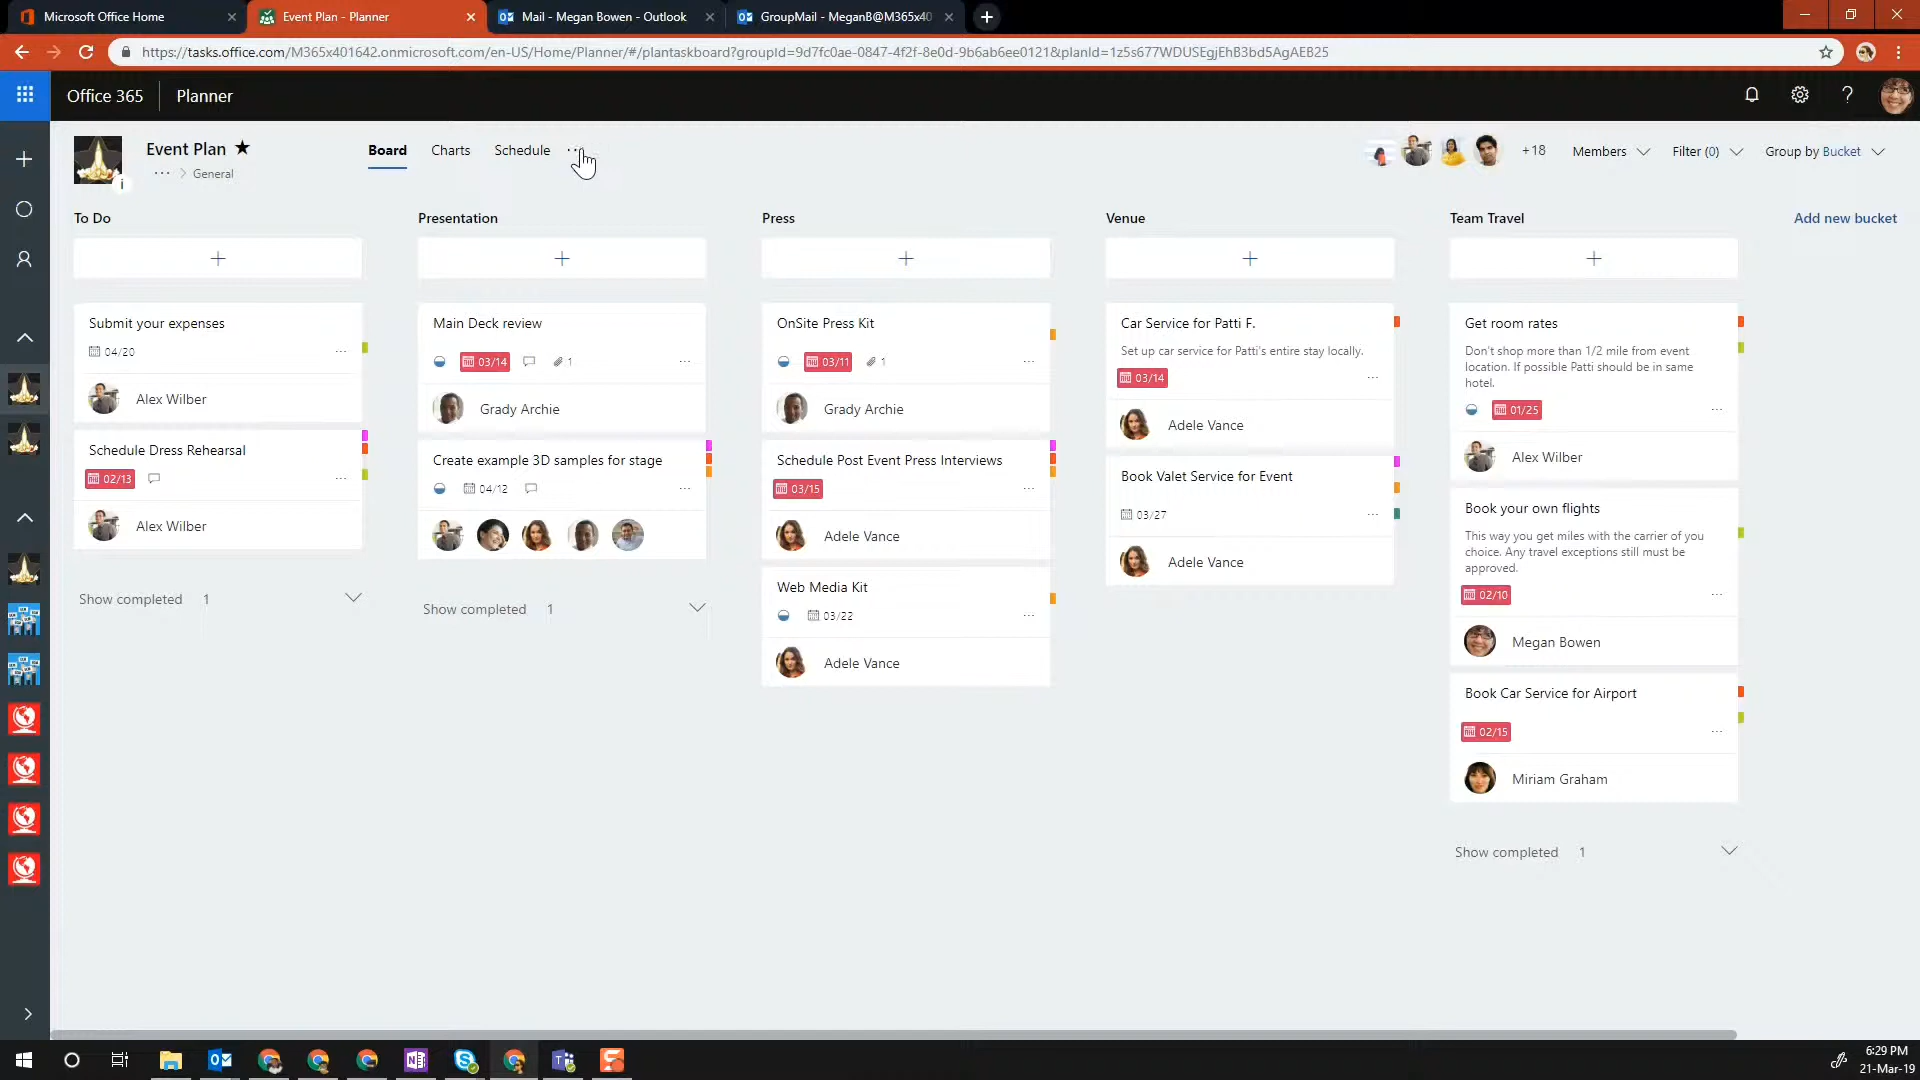 Microsoft Office Home
Event Plan - Planner
Mail - Megan Bowen - Outlook
GroupMail - MeganB@M365x40
https://tasks.office.com/M365x401642.onmicrosoft.com/en-US/Home/Planner/#/plantaskboard?groupId=9d7fc0ae-0847-4f2f-8e0d-9b6ab6ee0121&planId=1z5s677WDUSEgjEhB3bd5AgAEB25
Office 365
Planner
Event Plan
··· > General
Board
Charts
Schedule
···
+18
Members
Filter (0)
Group by Bucket
To Do
Submit your expenses
04/20
Alex Wilber
Schedule Dress Rehearsal
02/13
Alex Wilber
Show completed 1
Presentation
Main Deck review
03/14
1
Grady Archie
Create example 3D samples for stage
04/12
Show completed 1
Press
OnSite Press Kit
03/11
1
Grady Archie
Schedule Post Event Press Interviews
03/15
Adele Vance
Web Media Kit
03/22
Adele Vance
Venue
Car Service for Patti F.
Set up car service for Patti's entire stay locally.
03/14
Adele Vance
Book Valet Service for Event
03/27
Adele Vance
Team Travel
Get room rates
Don't shop more than 1/2 mile from event
location. If possible Patti should be in same
hotel.
01/25
Alex Wilber
Book your own flights
This way you get miles with the carrier of you
choice. Any travel exceptions still must be
approved.
02/10
Megan Bowen
Book Car Service for Airport
02/15
Miriam Graham
Show completed 1
Add new bucket
6:29 PM
21-Mar-19